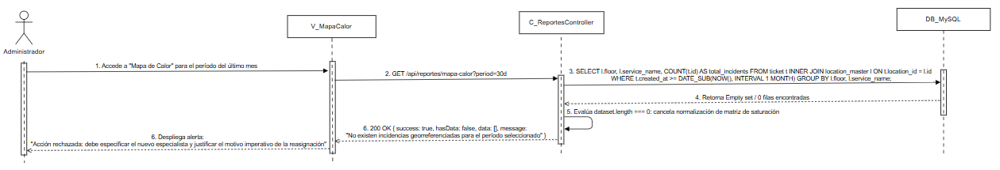 DB_MySQL
C_ReportesController
V_MapaCalor
Administrador
1. Accede a "Mapa de Calor" para el período del último mes
2. GET /api/reportes/mapa-calor?period=30d
3. SELECT l.floor, l.service_name, COUNT(t.id) AS total_incidents FROM ticket t INNER JOIN location_master l ON t.location_id = l.id
WHERE t.created_at >= DATE_SUB(NOW(), INTERVAL 1 MONTH) GROUP BY l.floor, l.service_name;
4. Retorna Empty set / 0 filas encontradas
5. Evalúa dataset.length === 0: cancela normalización de matriz de saturación
6. 200 OK { success: true, hasData: false, data: [], message:
"No existen incidencias georreferenciadas para el período seleccionado" }
6. Despliega alerta:
"Acción rechazada: debe especificar el nuevo especialista y justificar el motivo imperativo de la reasignación"